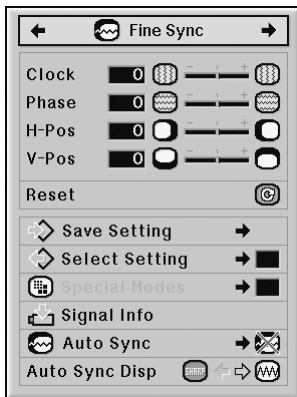 Fine Sync
Clock 0 - +
Phase 0 - +
H-Pos 0 - +
V-Pos 0 - +
Reset
Save Setting
Select Setting
Special Modes
Signal Info
Auto Sync
Auto Sync Disp SHARP